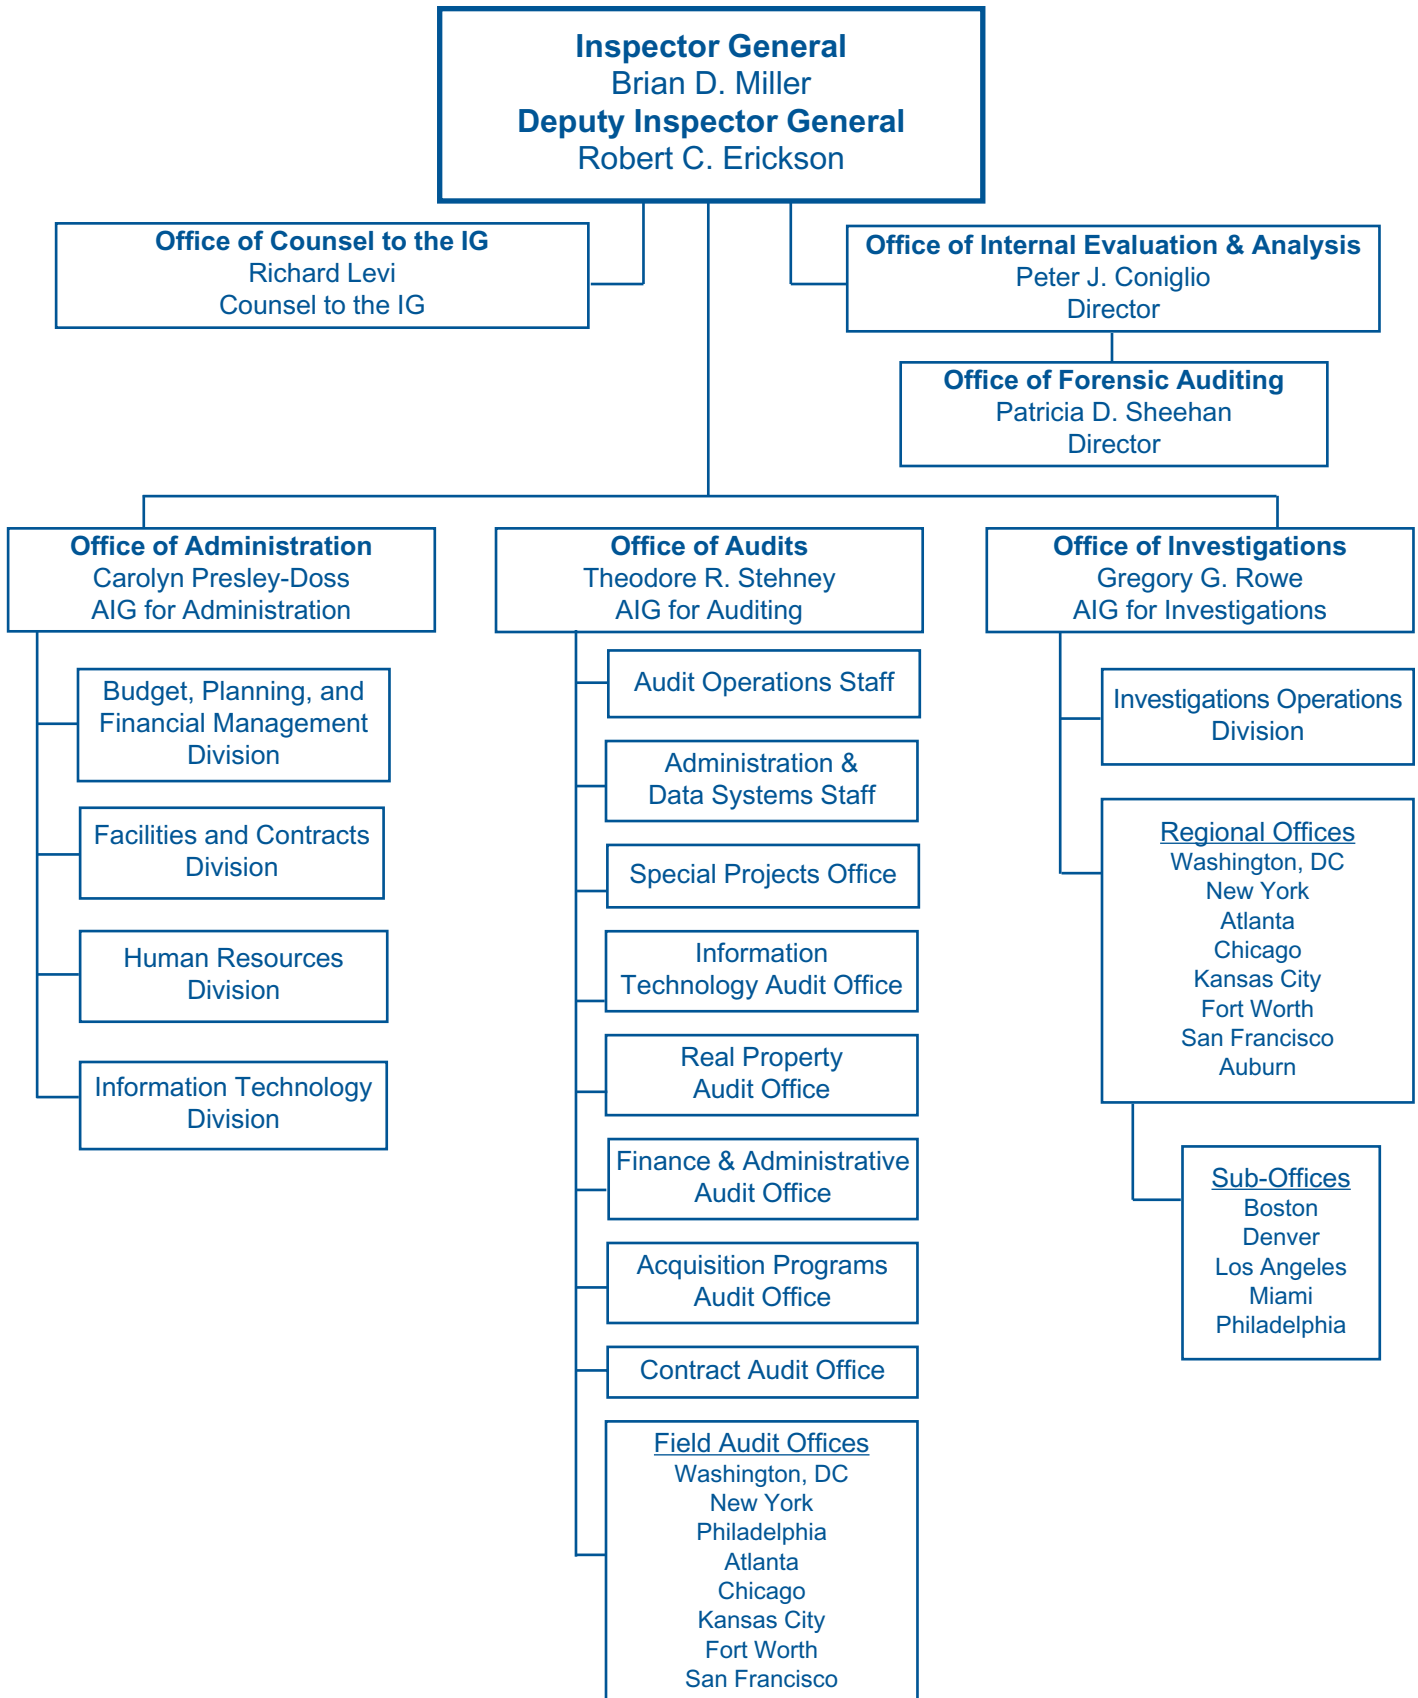 Inspector General
Brian D. Miller
Deputy Inspector General
Robert C. Erickson
Office of Counsel to the IG
Richard Levi
Counsel to the IG
Office of Internal Evaluation & Analysis
Peter J. Coniglio
Director
Office of Forensic Auditing
Patricia D. Sheehan
Director
Office of Administration
Carolyn Presley-Doss
AIG for Administration
Budget, Planning, and
Financial Management
Division
Facilities and Contracts
Division
Human Resources
Division
Information Technology
Division
Office of Audits
Theodore R. Stehney
AIG for Auditing
Audit Operations Staff
Administration &
Data Systems Staff
Special Projects Office
Information
Technology Audit Office
Real Property
Audit Office
Finance & Administrative
Audit Office
Acquisition Programs
Audit Office
Contract Audit Office
Field Audit Offices
Washington, DC
New York
Philadelphia
Atlanta
Chicago
Kansas City
Fort Worth
San Francisco
Office of Investigations
Gregory G. Rowe
AIG for Investigations
Investigations Operations
Division
Regional Offices
Washington, DC
New York
Atlanta
Chicago
Kansas City
Fort Worth
San Francisco
Auburn
Sub-Offices
Boston
Denver
Los Angeles
Miami
Philadelphia